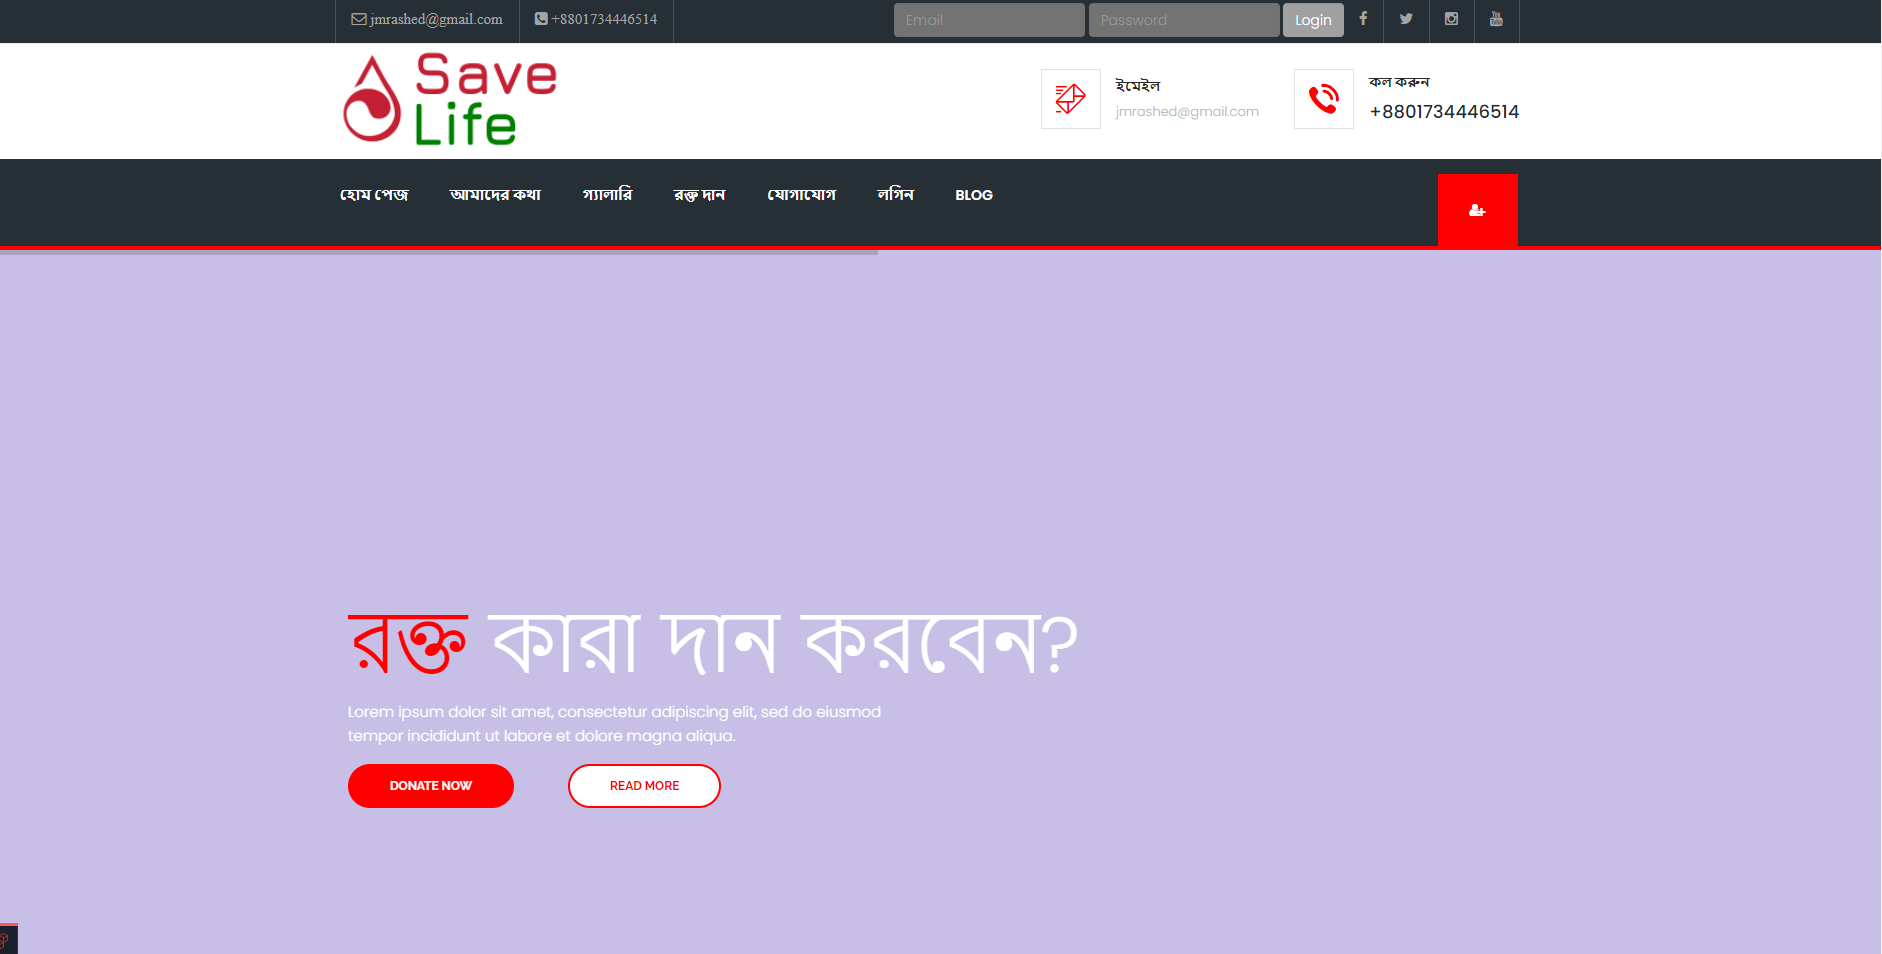 jmrashed@gmail.com +8801734446514 Email Password Login
Save
Life
ইমেইল
jmrashed@gmail.com
কল করুন
+8801734446514
হোম পেজ আমাদের কথা গ্যালারি রক্ত দান যোগাযোগ লগিন BLOG
রক্ত কারা দান করবেন?
Lorem ipsum dolor sit amet, consectetur adipiscing elit, sed do eiusmod
tempor incididunt ut labore et dolore magna aliqua.
DONATE NOW READ MORE